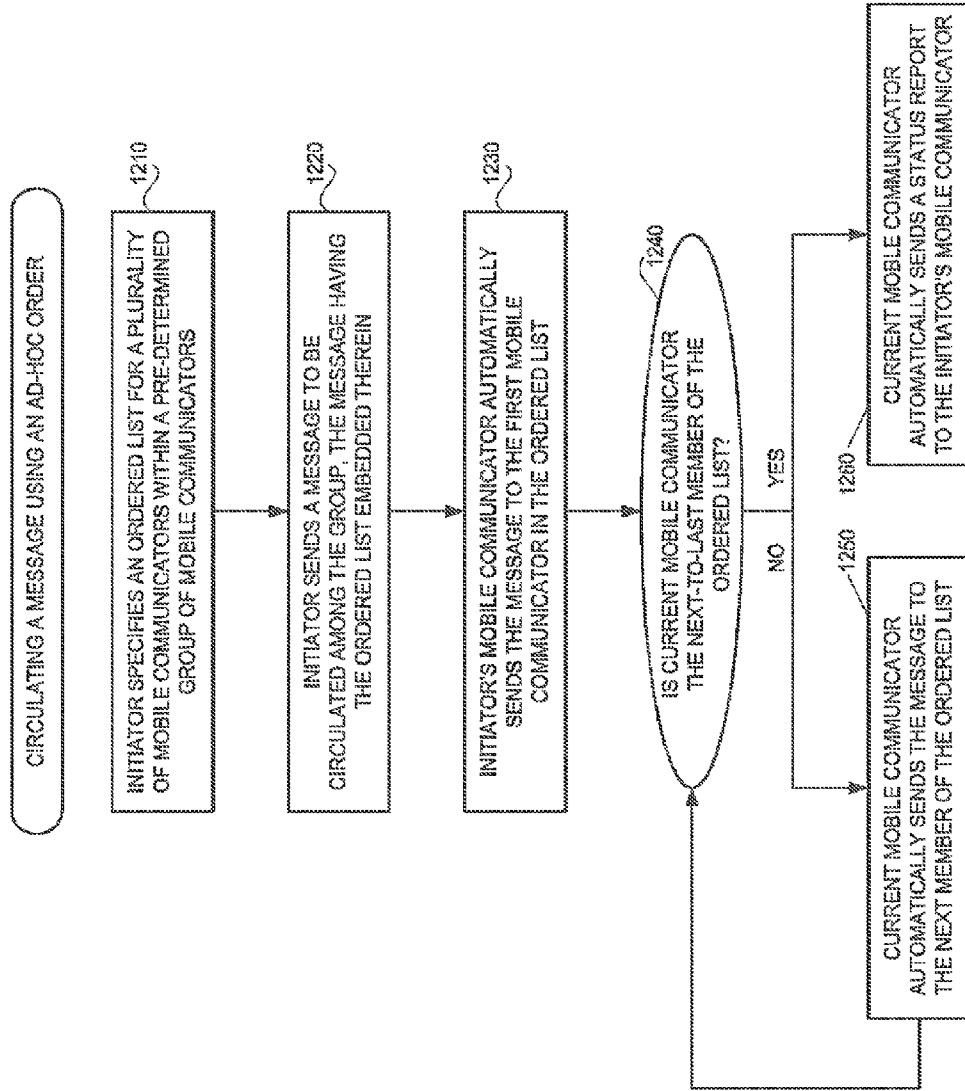 CIRCULATING A MESSAGE USING AN AD-HOC ORDER
1210
INITIATOR SPECIFIES AN ORDERED LIST FOR A PLURALITY
OF MOBILE COMMUNICATORS WITHIN A PRE-DETERMINED
GROUP OF MOBILE COMMUNICATORS
1220
INITIATOR SENDS A MESSAGE TO BE
CIRCULATED AMONG THE GROUP, THE MESSAGE HAVING
THE ORDERED LIST EMBEDDED THEREIN
1230
INITIATOR'S MOBILE COMMUNICATOR AUTOMATICALLY
SENDS THE MESSAGE TO THE FIRST MOBILE
COMMUNICATOR IN THE ORDERED LIST
1240
IS CURRENT MOBILE COMMUNICATOR
THE NEXT-TO-LAST MEMBER OF THE
ORDERED LIST?
NO
YES
1250
CURRENT MOBILE COMMUNICATOR
AUTOMATICALLY SENDS THE MESSAGE TO
THE NEXT MEMBER OF THE ORDERED LIST
1260
CURRENT MOBLE COMMUNICATOR
AUTOMATICALLY SENDS A STATUS REPORT
TO THE INITIATOR'S MOBILE COMMUNICATOR